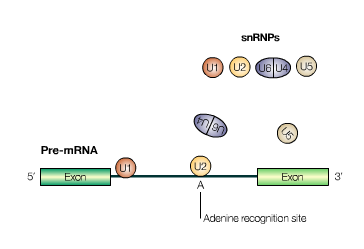 snRNPs
U1 U2 U6 U4 U5
U4 U6
U5
Pre-mRNA
U1 U2
5′ Exon Exon 3′
A
Adenine recognition site